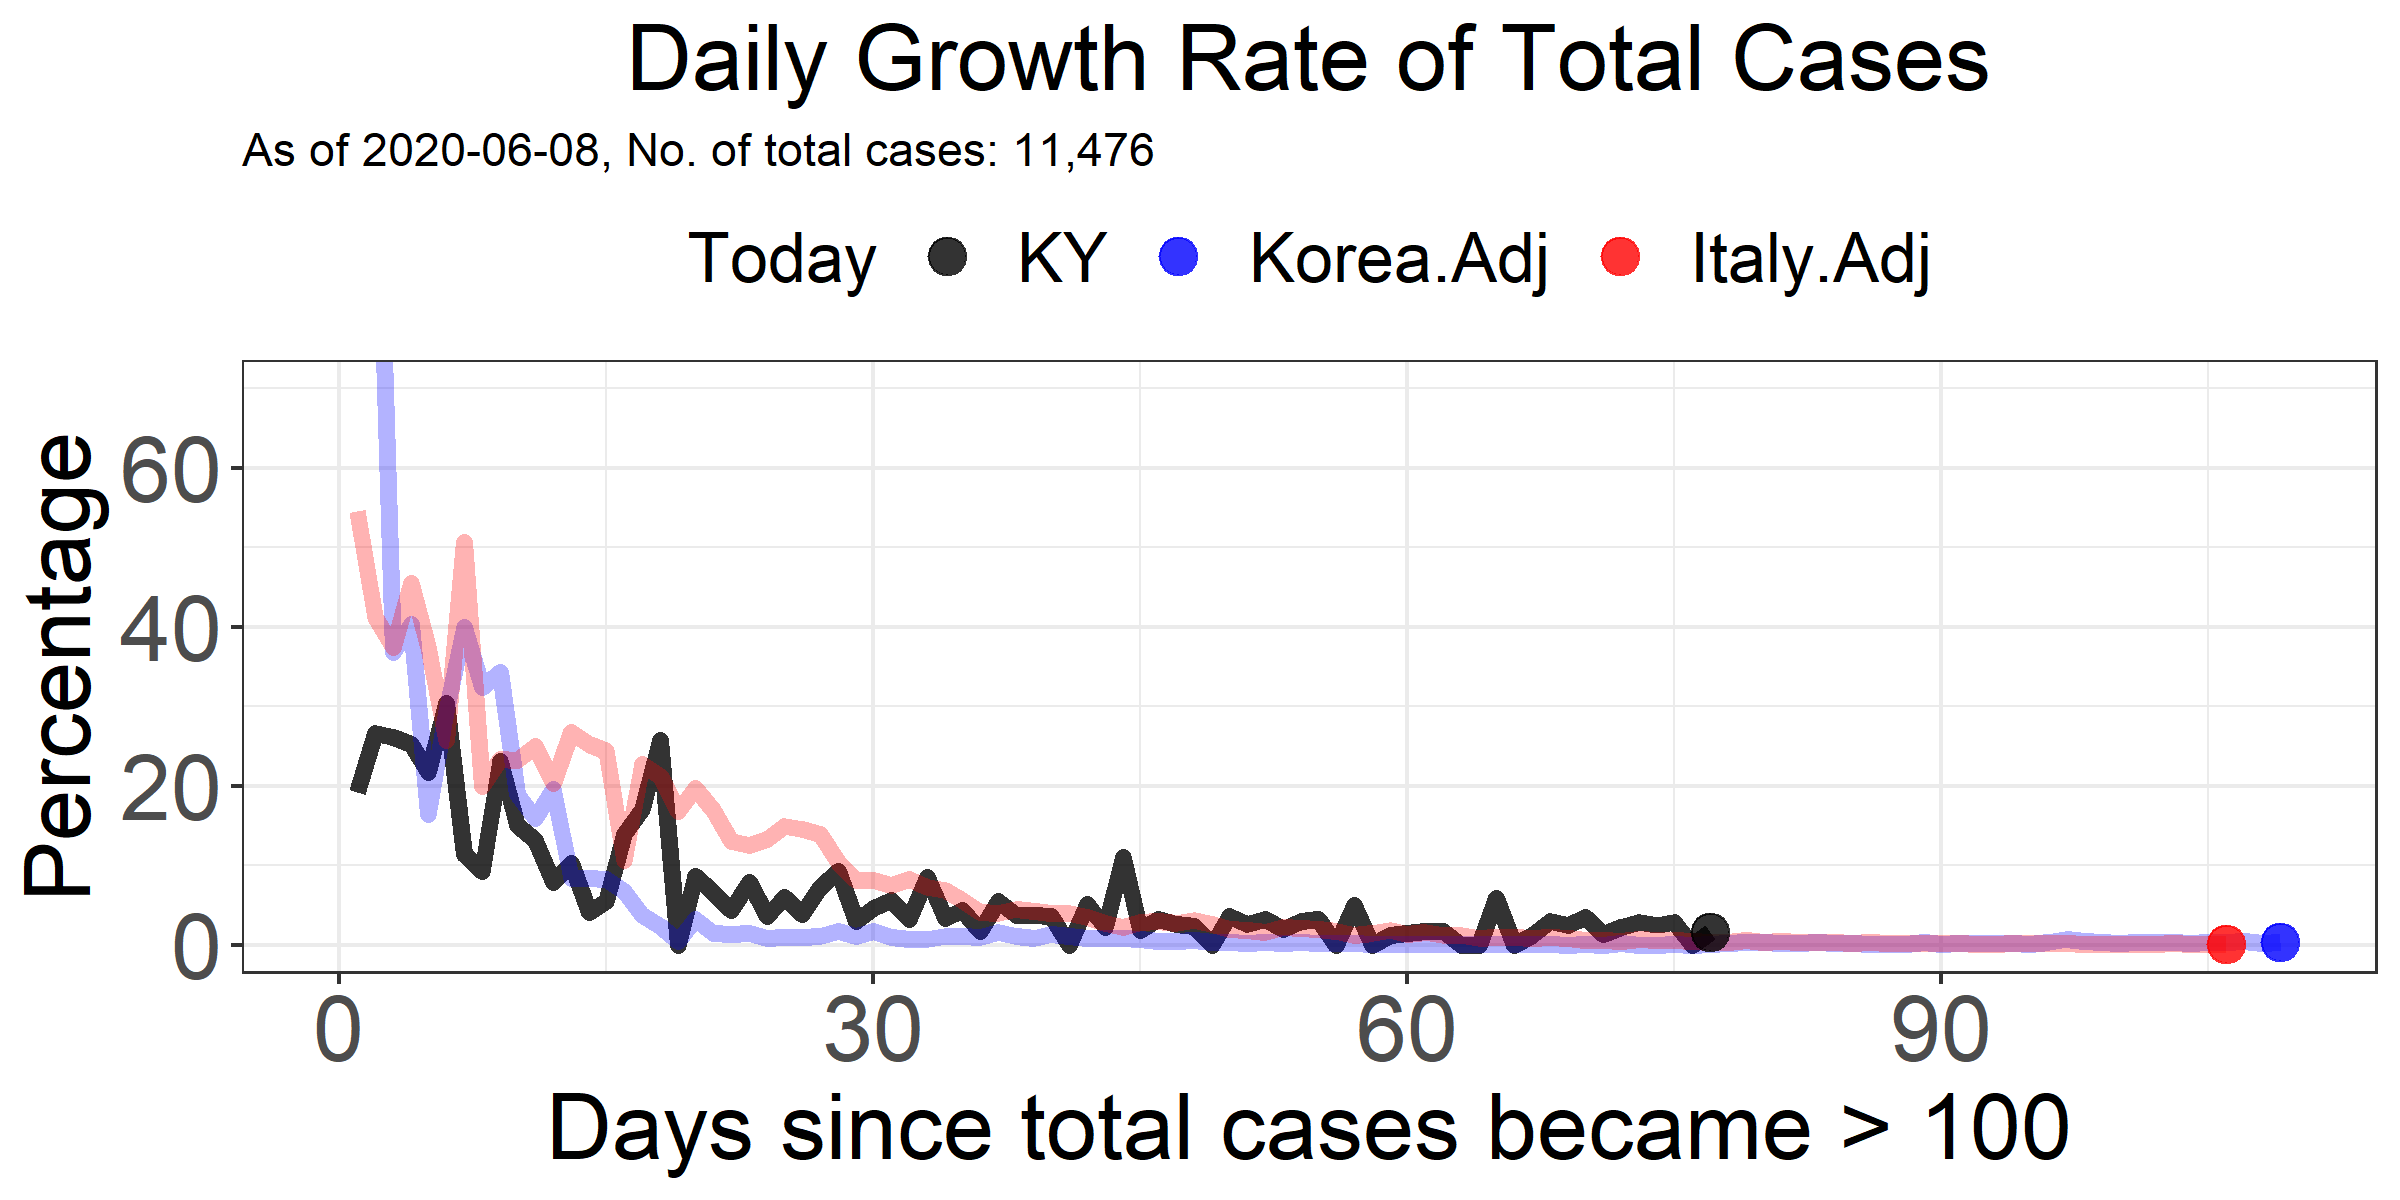 Daily Growth Rate of Total Cases
As of 2020-06-08, No. of total cases: 11,476
Today KY Korea.Adj Italy.Adj
Percentage
60
40
20
0
0 30 60 90
Days since total cases became > 100